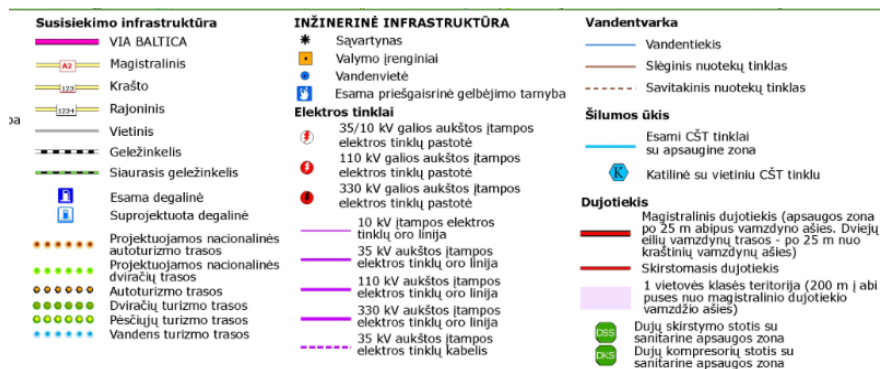 Susisiekimo infrastruktūra
VIA BALTICA
A2 Magistralinis
122 Krašto
1234 Rajoninis
ba
Vietinis
Geležinkelis
Siaurasis geležinkelis
Esama degalinė
Suprojektuota degalinė
Projektuojamos nacionalinės
autoturizmo trasos
Projektuojamos nacionalinės
dviračių trasos
Autoturizmo trasos
Dviračių turizmo trasos
Pėsčiųjų turizmo trasos
Vandens turizmo trasos
INŽINERINĖ INFRASTRUKTŪRA
Sąvartynas
Valymo įrenginiai
Vandenvietė
Esama priešgaisrinė gelbėjimo tarnyba
Elektros tinklai
35/10 kV galios aukštos įtampos
elektros tinklų pastotė
110 kV galios aukštos įtampos
elektros tinklų pastotė
330 kV galios aukštos įtampos
elektros tinklų pastotė
10 kV įtampos elektros
tinklų oro linija
35 kV aukštos įtampos
elektros tinklų oro linija
110 kV aukštos įtampos
elektros tinklų oro linija
330 kV aukštos įtampos
elektros tinklų oro linija
35 kV aukštos įtampos
elektros tinklų kabelis
Vandentvarka
Vandentiekis
Slėginis nuotekų tinklas
Savitakinis nuotekų tinklas
Šilumos ūkis
Esami CŠT tinklai
su apsaugine zona
K Katilinė su vietiniu CŠT tinklu
Dujotiekis
Magistralinis dujotiekis (apsaugos zona
po 25 m abipus vamzdyno ašies. Dviejų
eilių vamzdynų trasos - po 25 m nuo
kraštinių vamzdynų ašies)
Skirstomasis dujotiekis
1 vietovės klasės teritorija (200 m į abi
puses nuo magistralinio dujotiekio
vamzdžio ašies)
DSS Dujų skirstymo stotis su
sanitarine apsaugos zona
DKS Dujų kompresorių stotis su
sanitarine apsaugos zona